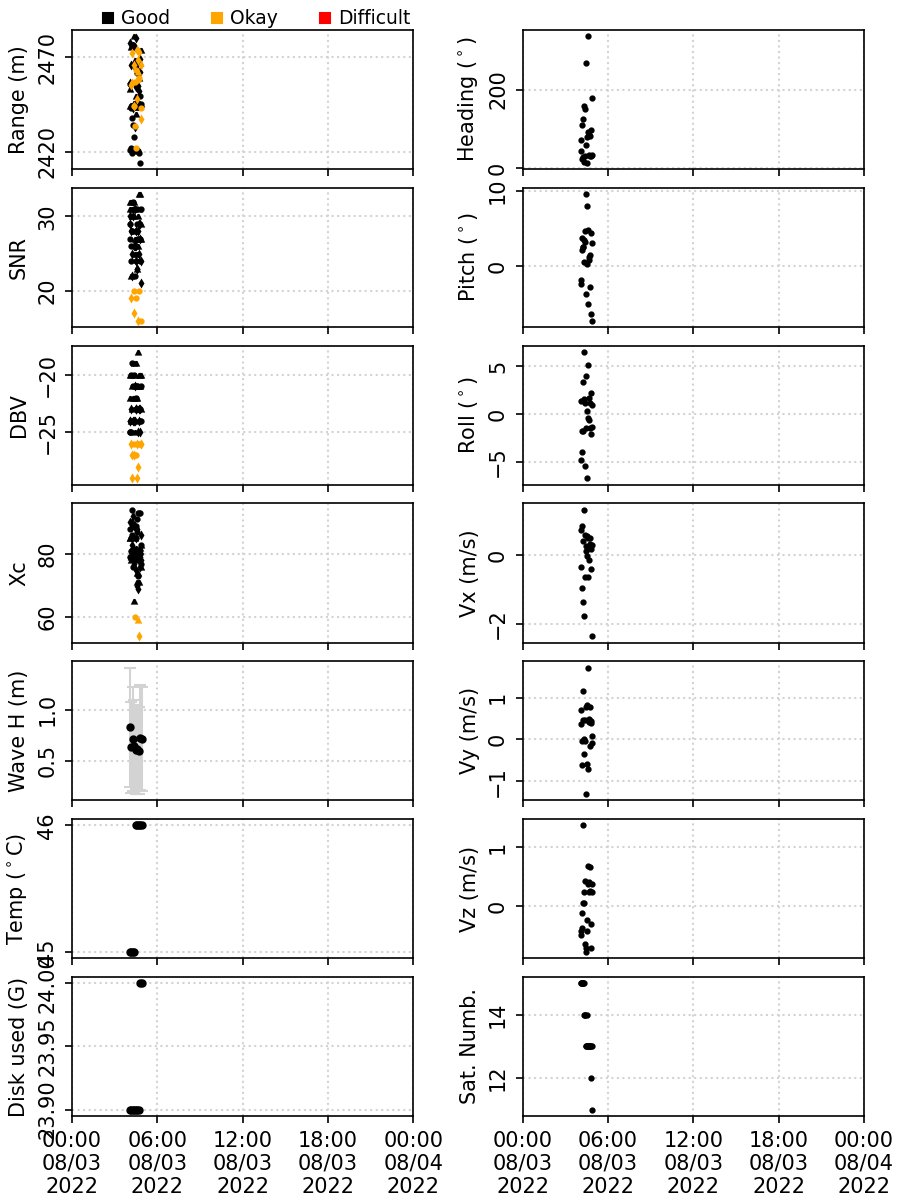 Good Okay Difficult
Range (m)
2470
2420
Heading (°)
200
0
SNR
30
20
Pitch (°)
10
0
DBV
−20
−25
Roll (°)
5
0
−5
Xc
80
60
Vx (m/s)
0
−2
Wave H (m)
1.0
0.5
Vy (m/s)
1
0
−1
Temp (°C)
46
45
Vz (m/s)
1
0
Disk used (G)
24.00
23.95
23.90
Sat. Numb.
14
12
00:00 06:00 12:00 18:00 00:00 00:00 06:00 12:00 18:00 00:00
08/03 08/03 08/03 08/03 08/04 08/03 08/03 08/03 08/03 08/04
2022 2022 2022 2022 2022 2022 2022 2022 2022 2022